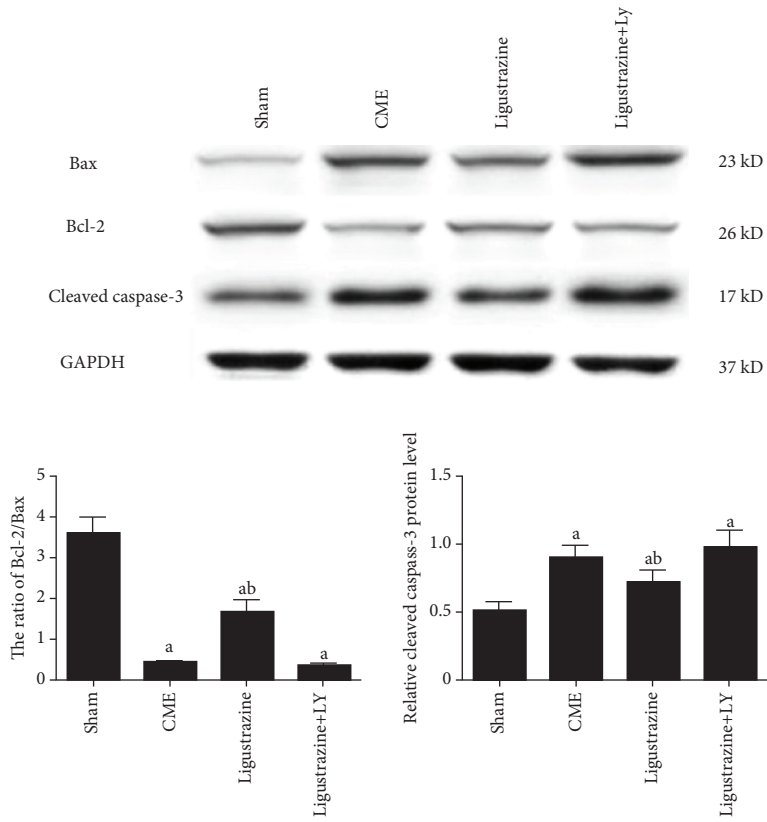 Sham
CME
Ligustrazine
Ligustrazine+Ly
Bax
23 kD
Bcl-2
26 kD
Cleaved caspase-3
17 kD
GAPDH
37 kD
The ratio of Bcl-2/Bax
5
4
3
2
1
0
a
ab
a
Sham
CME
Ligustrazine
Ligustrazine+LY
Relative cleaved caspass-3 protein level
1.5
1.0
0.5
0
a
ab
a
Sham
CME
Ligustrazine
Ligustrazine+LY